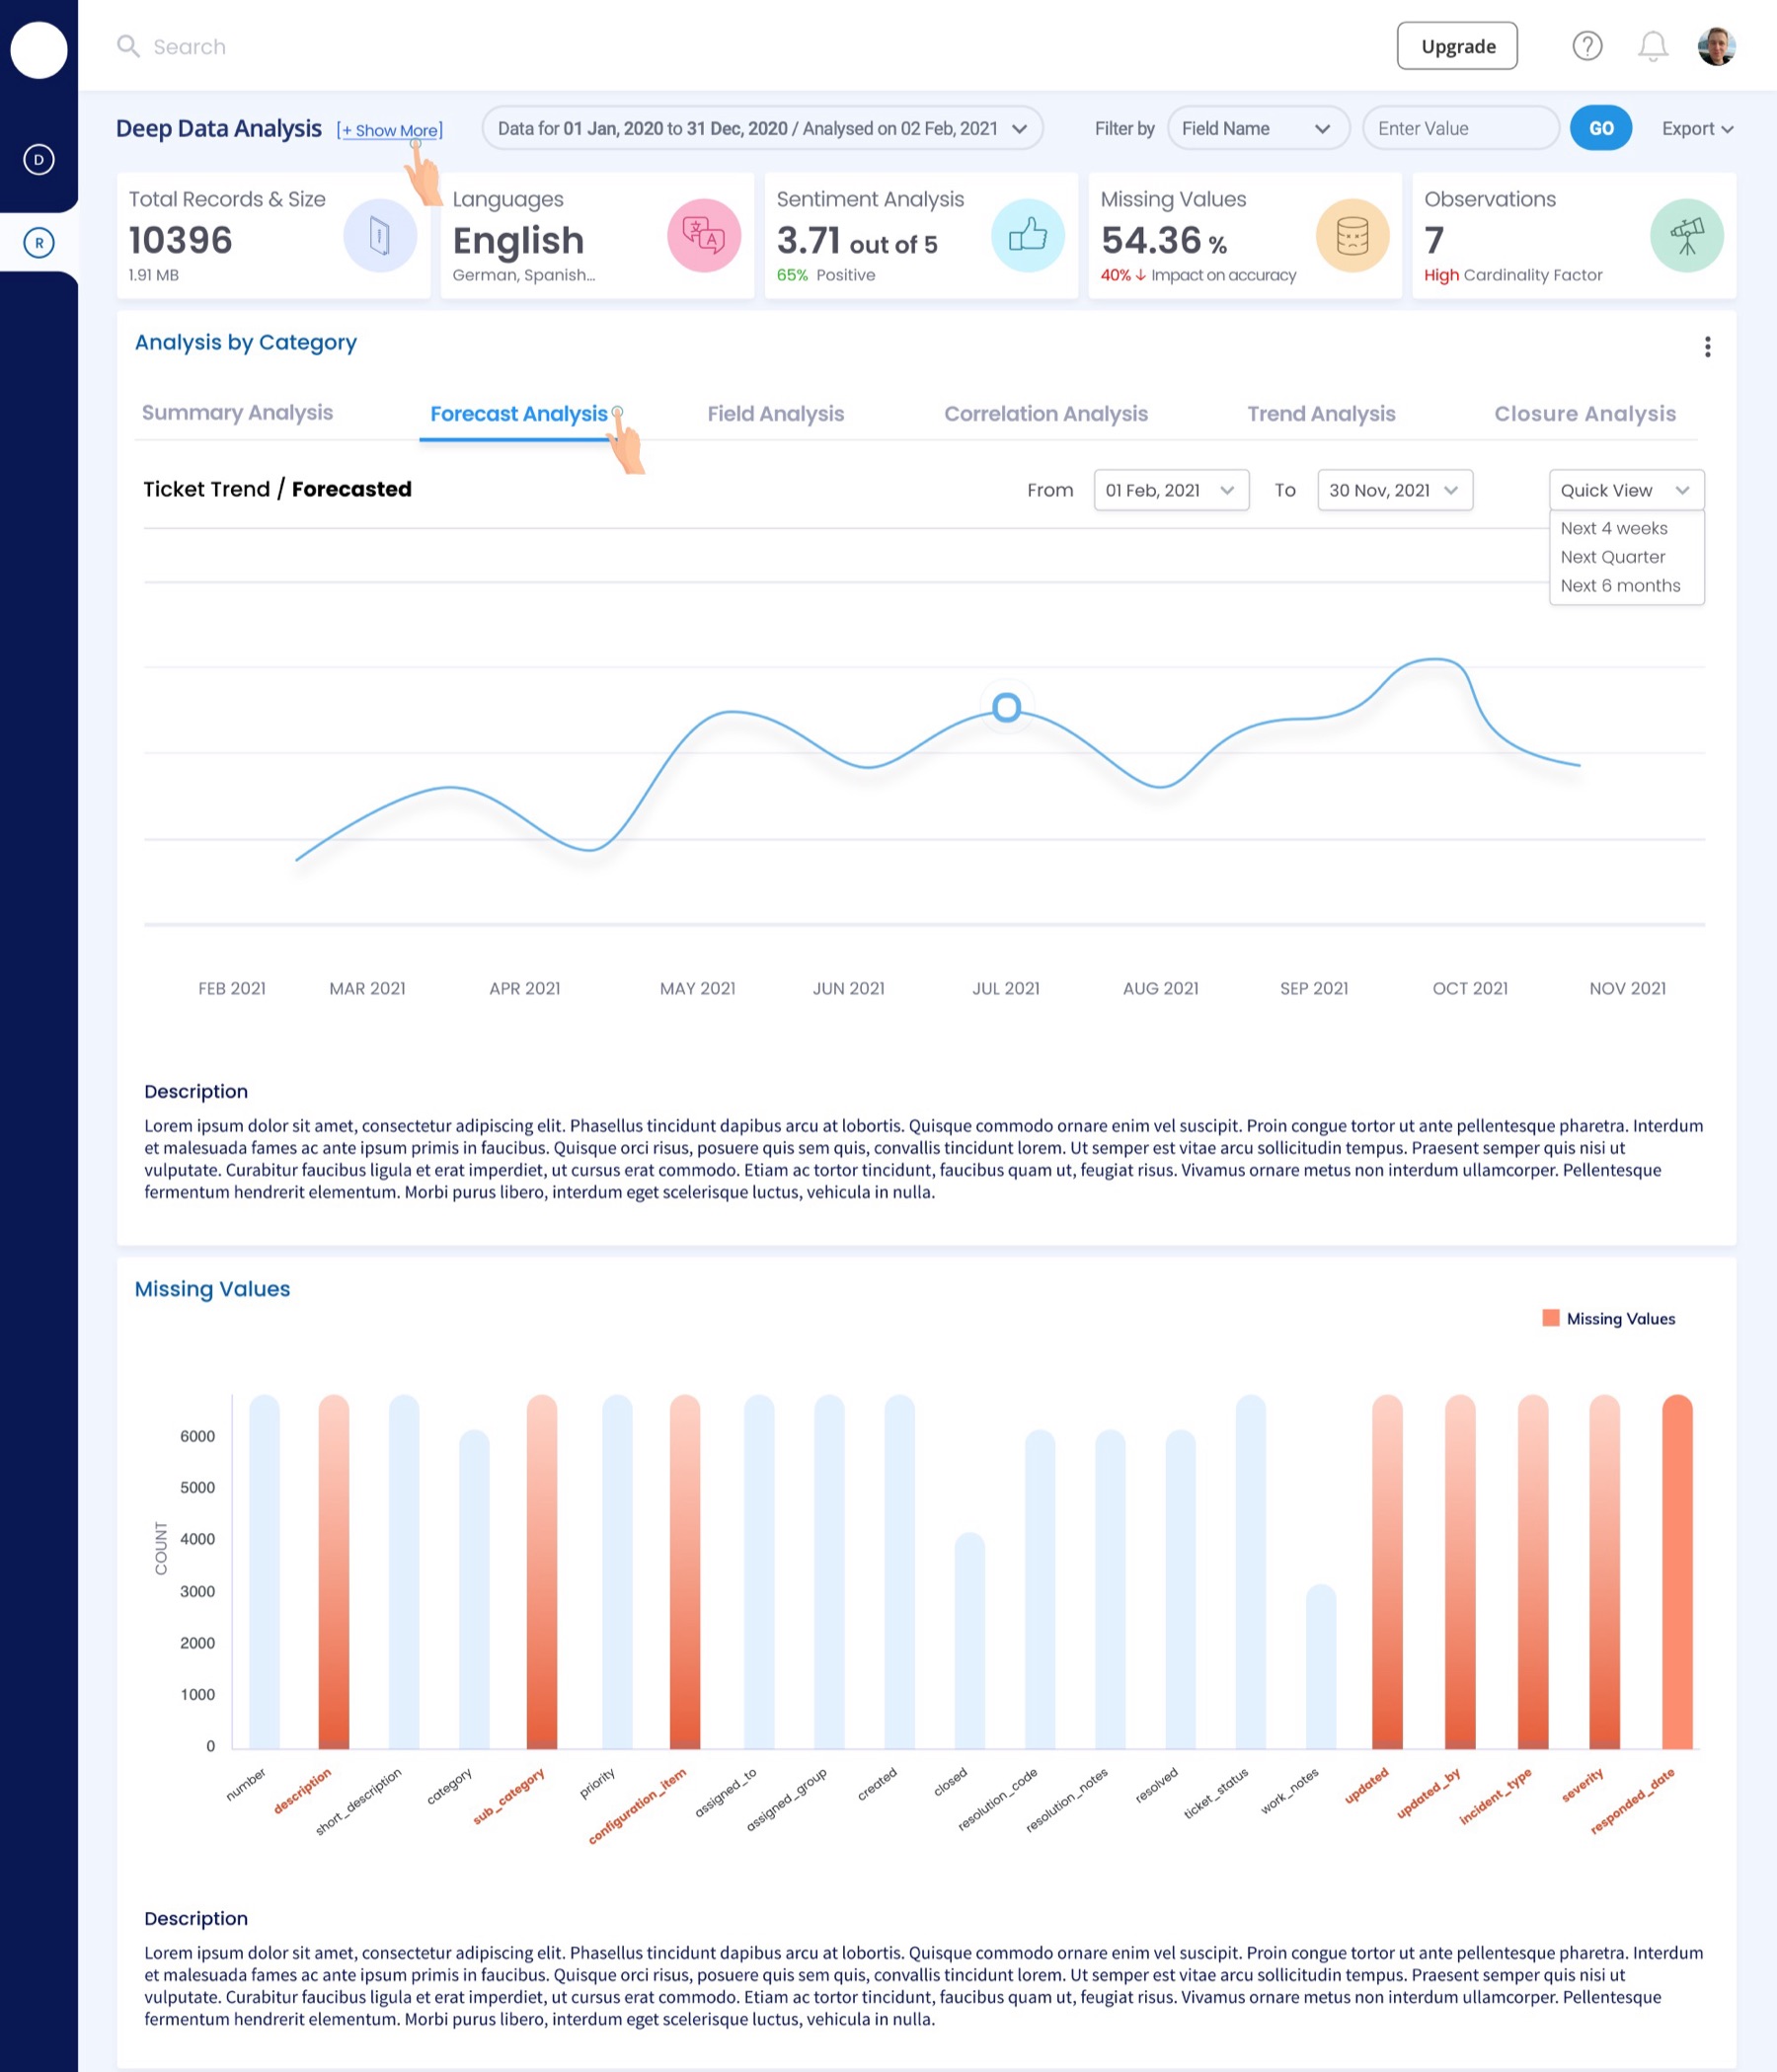 Search
Upgrade
?
D
R
Deep Data Analysis [+ Show More]
Data for 01 Jan, 2020 to 31 Dec, 2020 / Analysed on 02 Feb, 2021
Filter by
Field Name
Enter Value
GO
Export
Total Records & Size
10396
1.91 MB
Languages
English
German, Spanish...
A
Sentiment Analysis
3.71 out of 5
65% Positive
Missing Values
54.36 %
40% ↓ Impact on accuracy
Observations
7
High Cardinality Factor
Analysis by Category
Summary Analysis
Forecast Analysis
Field Analysis
Correlation Analysis
Trend Analysis
Closure Analysis
Ticket Trend / Forecasted
From
01 Feb, 2021
To
30 Nov, 2021
Quick View
Next 4 weeks
Next Quarter
Next 6 months
FEB 2021
MAR 2021
APR 2021
MAY 2021
JUN 2021
JUL 2021
AUG 2021
SEP 2021
OCT 2021
NOV 2021
Description
Lorem ipsum dolor sit amet, consectetur adipiscing elit. Phasellus tincidunt dapibus arcu at lobortis. Quisque commodo ornare enim vel suscipit. Proin congue tortor ut ante pellentesque pharetra. Interdum
et malesuada fames ac ante ipsum primis in faucibus. Quisque orci risus, posuere quis sem quis, convallis tincidunt lorem. Ut semper est vitae arcu sollicitudin tempus. Praesent semper quis nisi ut
vulputate. Curabitur faucibus ligula et erat imperdiet, ut cursus erat commodo. Etiam ac tortor tincidunt, faucibus quam ut, feugiat risus. Vivamus ornare metus non interdum ullamcorper. Pellentesque
fermentum hendrerit elementum. Morbi purus libero, interdum eget scelerisque luctus, vehicula in nulla.
Missing Values
Missing Values
COUNT
6000
5000
4000
3000
2000
1000
0
number
description
short_description
category
sub_category
priority
configuration_item
assigned_to
assigned_group
created
closed
resolution_code
resolution_notes
resolved
ticket_status
work_notes
updated
updated_by
incident_type
severity
responded_date
Description
Lorem ipsum dolor sit amet, consectetur adipiscing elit. Phasellus tincidunt dapibus arcu at lobortis. Quisque commodo ornare enim vel suscipit. Proin congue tortor ut ante pellentesque pharetra. Interdum
et malesuada fames ac ante ipsum primis in faucibus. Quisque orci risus, posuere quis sem quis, convallis tincidunt lorem. Ut semper est vitae arcu sollicitudin tempus. Praesent semper quis nisi ut
vulputate. Curabitur faucibus ligula et erat imperdiet, ut cursus erat commodo. Etiam ac tortor tincidunt, faucibus quam ut, feugiat risus. Vivamus ornare metus non interdum ullamcorper. Pellentesque
fermentum hendrerit elementum. Morbi purus libero, interdum eget scelerisque luctus, vehicula in nulla.